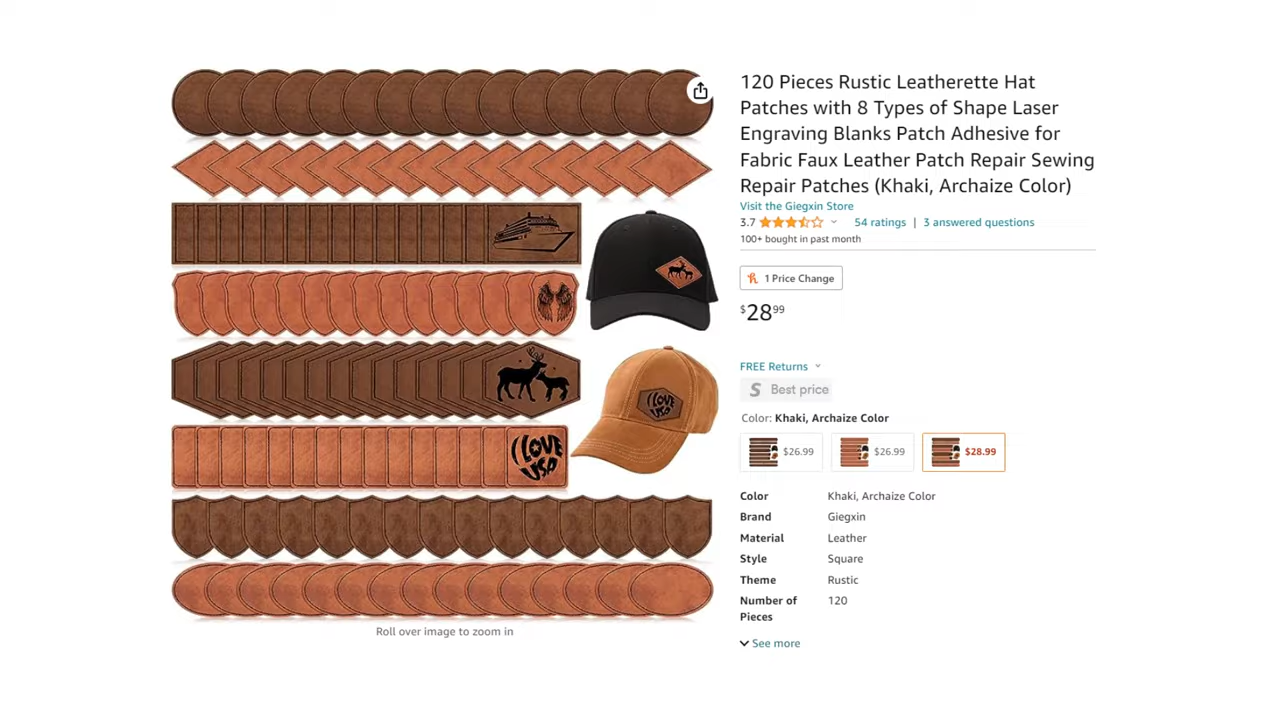 120 Pieces Rustic Leatherette Hat
Patches with 8 Types of Shape Laser
Engraving Blanks Patch Adhesive for
Fabric Faux Leather Patch Repair Sewing
Repair Patches (Khaki, Archaize Color)
Visit the Giegxin Store
3.7
54 ratings | 3 answered questions
100+ bought in past month
1 Price Change
$2899
FREE Returns
S Best price
Color: Khaki, Archaize Color
$26.99
$26.99
$28.99
Color Khaki, Archaize Color
Brand Giegxin
Material Leather
Style Square
Theme Rustic
Number of Pieces 120
See more
I LOVE
USA
I LOVE
USA
Roll over image to zoom in